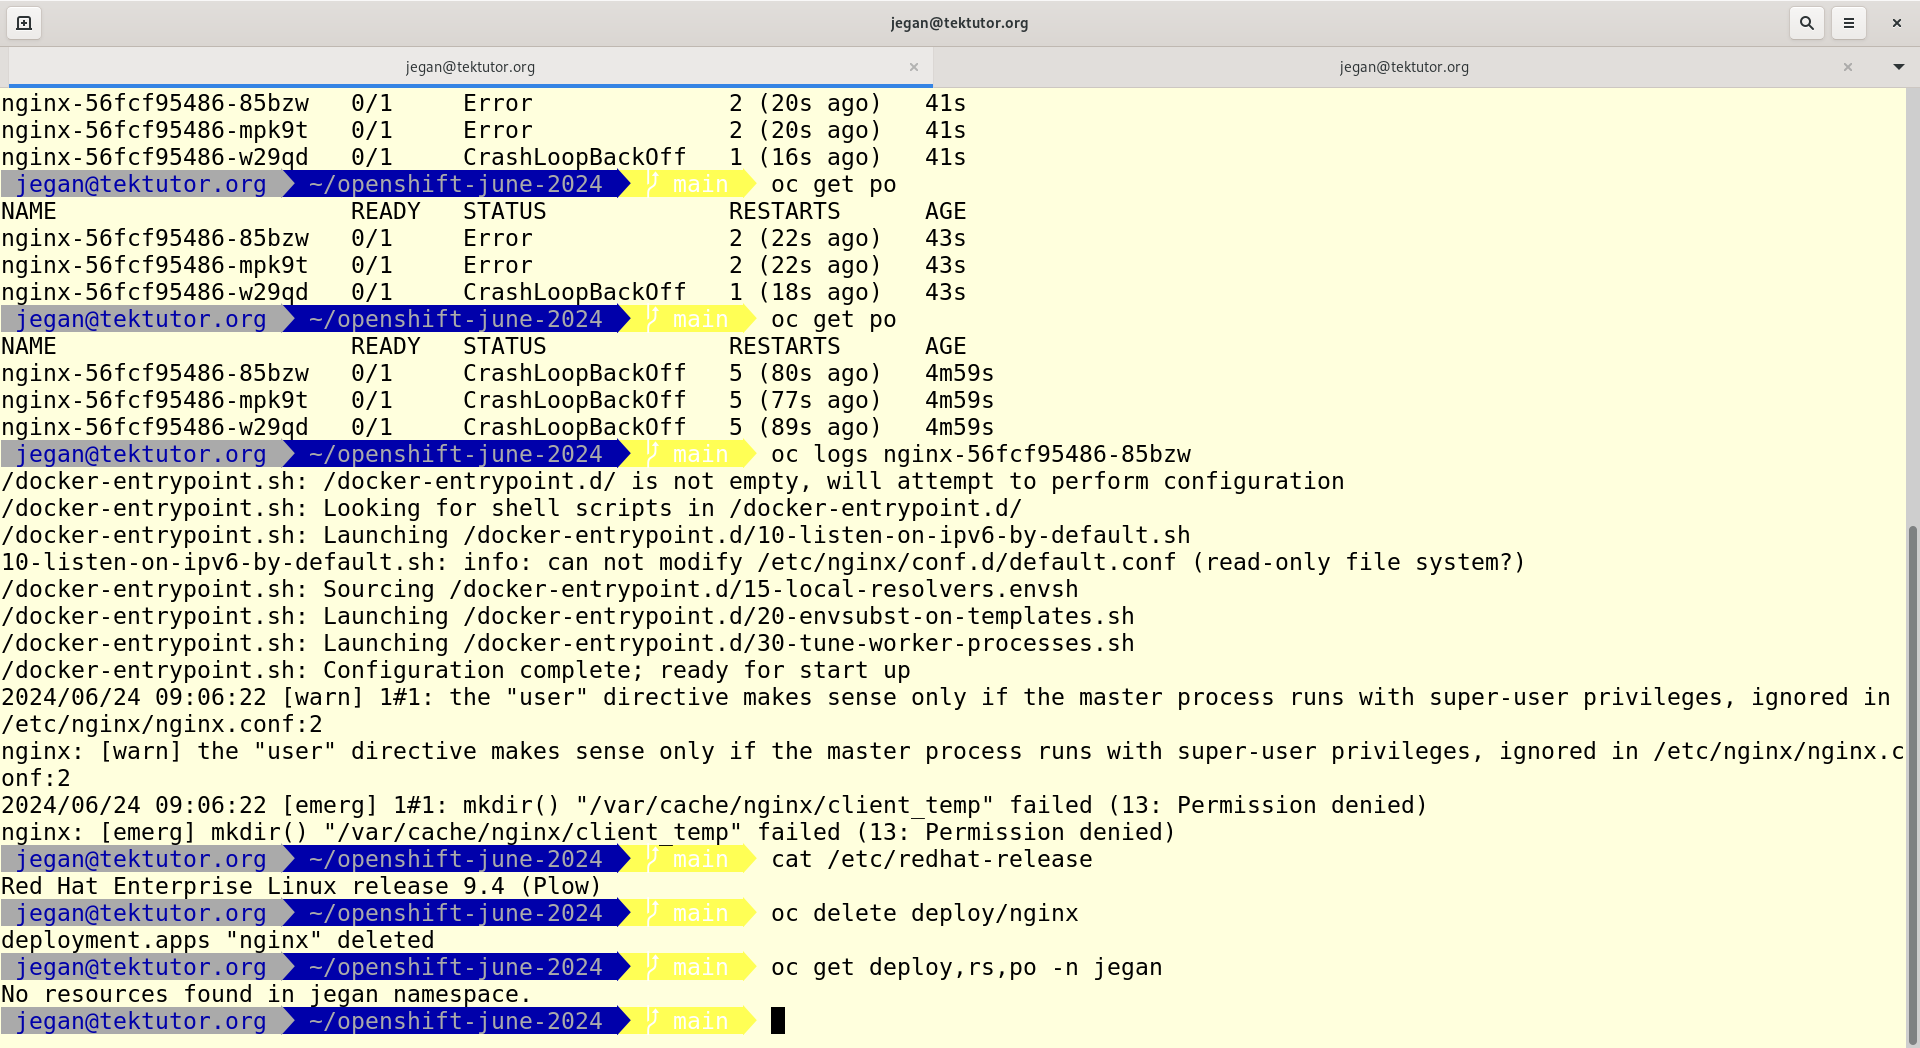 jegan@tektutor.org
jegan@tektutor.org jegan@tektutor.org
nginx-56fcf95486-85bzw   0/1     Error              2 (20s ago)   41s
nginx-56fcf95486-mpk9t   0/1     Error              2 (20s ago)   41s
nginx-56fcf95486-w29qd   0/1     CrashLoopBackOff   1 (16s ago)   41s
jegan@tektutor.org ~/openshift-june-2024 main oc get po
NAME                     READY   STATUS             RESTARTS      AGE
nginx-56fcf95486-85bzw   0/1     Error              2 (22s ago)   43s
nginx-56fcf95486-mpk9t   0/1     Error              2 (22s ago)   43s
nginx-56fcf95486-w29qd   0/1     CrashLoopBackOff   1 (18s ago)   43s
jegan@tektutor.org ~/openshift-june-2024 main oc get po
NAME                     READY   STATUS             RESTARTS      AGE
nginx-56fcf95486-85bzw   0/1     CrashLoopBackOff   5 (80s ago)   4m59s
nginx-56fcf95486-mpk9t   0/1     CrashLoopBackOff   5 (77s ago)   4m59s
nginx-56fcf95486-w29qd   0/1     CrashLoopBackOff   5 (89s ago)   4m59s
jegan@tektutor.org ~/openshift-june-2024 main oc logs nginx-56fcf95486-85bzw
/docker-entrypoint.sh: /docker-entrypoint.d/ is not empty, will attempt to perform configuration
/docker-entrypoint.sh: Looking for shell scripts in /docker-entrypoint.d/
/docker-entrypoint.sh: Launching /docker-entrypoint.d/10-listen-on-ipv6-by-default.sh
10-listen-on-ipv6-by-default.sh: info: can not modify /etc/nginx/conf.d/default.conf (read-only file system?)
/docker-entrypoint.sh: Sourcing /docker-entrypoint.d/15-local-resolvers.envsh
/docker-entrypoint.sh: Launching /docker-entrypoint.d/20-envsubst-on-templates.sh
/docker-entrypoint.sh: Launching /docker-entrypoint.d/30-tune-worker-processes.sh
/docker-entrypoint.sh: Configuration complete; ready for start up
2024/06/24 09:06:22 [warn] 1#1: the "user" directive makes sense only if the master process runs with super-user privileges, ignored in
/etc/nginx/nginx.conf:2
nginx: [warn] the "user" directive makes sense only if the master process runs with super-user privileges, ignored in /etc/nginx/nginx.c
onf:2
2024/06/24 09:06:22 [emerg] 1#1: mkdir() "/var/cache/nginx/client_temp" failed (13: Permission denied)
nginx: [emerg] mkdir() "/var/cache/nginx/client_temp" failed (13: Permission denied)
jegan@tektutor.org ~/openshift-june-2024 main cat /etc/redhat-release
Red Hat Enterprise Linux release 9.4 (Plow)
jegan@tektutor.org ~/openshift-june-2024 main oc delete deploy/nginx
deployment.apps "nginx" deleted
jegan@tektutor.org ~/openshift-june-2024 main oc get deploy,rs,po -n jegan
No resources found in jegan namespace.
jegan@tektutor.org ~/openshift-june-2024 main